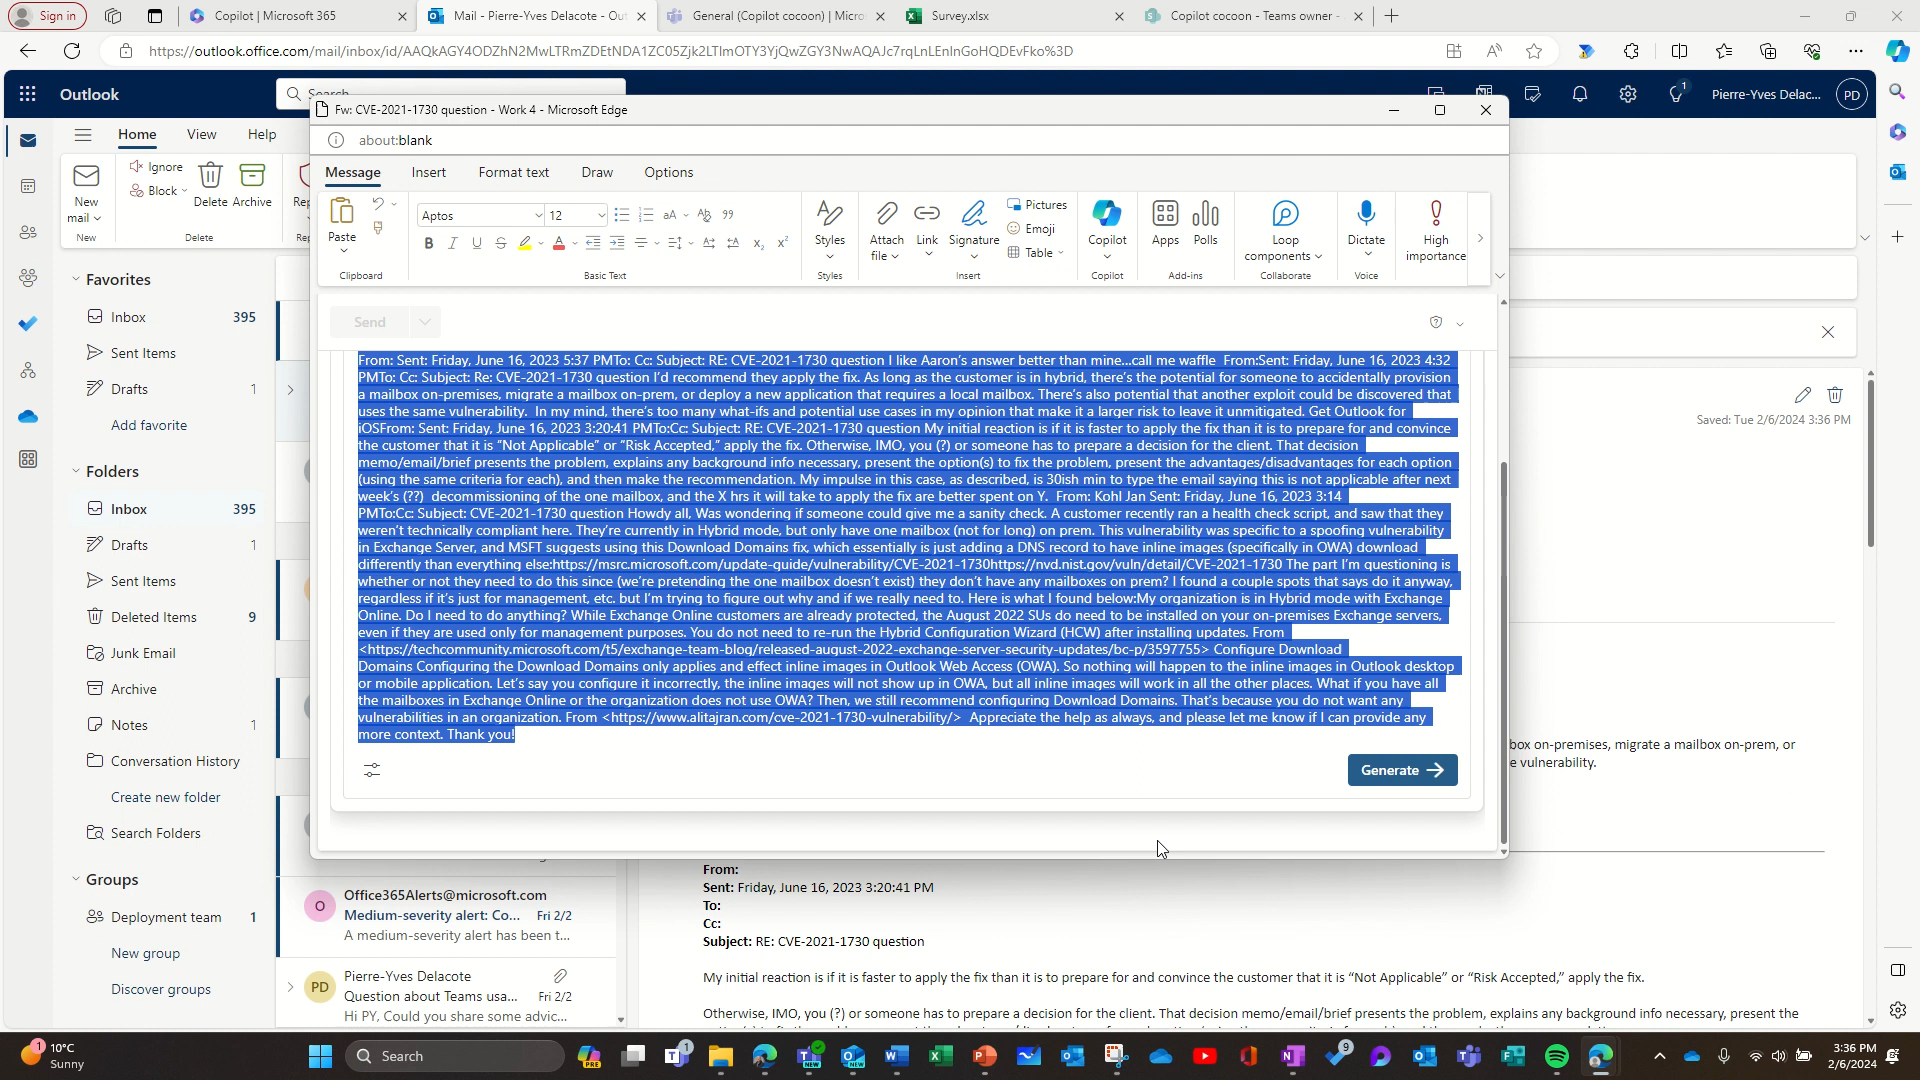 Sign in
Copilot | Microsoft 365
Mail - Pierre-Yves Delacote - Out
General (Copilot cocoon) | Micro
Survey.xlsx
Copilot cocoon - Teams owner -
https://outlook.office.com/mail/inbox/id/AAQkAGY4ODZhN2MwLTRmZDEtNDA1ZC05Zjk2LTlmOTY3YjQwZGY3NwAQAJc7rqLnLEnInGoHQDEvFko%3D
Outlook
Search
1
Pierre-Yves Delac...
PD
Fw: CVE-2021-1730 question - Work 4 - Microsoft Edge
about:blank
Home
View
Help
Message
Insert
Format text
Draw
Options
New mail
Ignore
Block
Delete
Archive
Rep
New
Delete
Rep
Paste
Clipboard
Aptos
12
Basic Text
Styles
Styles
Attach file
Link
Signature
Pictures
Emoji
Table
Insert
Copilot
Copilot
Apps
Polls
Add-ins
Loop components
Collaborate
Dictate
Voice
High importance
Send
Favorites
Inbox 395
Sent Items
Drafts 1
Add favorite
Folders
Inbox 395
Drafts 1
Sent Items
Deleted Items 9
Junk Email
Archive
Notes 1
Conversation History
Create new folder
Search Folders
Groups
Deployment team 1
New group
Discover groups
From: Sent: Friday, June 16, 2023 5:37 PMTo: Cc: Subject: RE: CVE-2021-1730 question I like Aaron's answer better than mine...call me waffle From:Sent: Friday, June 16, 2023 4:32
PMTo: Cc: Subject: Re: CVE-2021-1730 question I'd recommend they apply the fix. As long as the customer is in hybrid, there's the potential for someone to accidentally provision
a mailbox on-premises, migrate a mailbox on-prem, or deploy a new application that requires a local mailbox. There's also potential that another exploit could be discovered that
uses the same vulnerability. In my mind, there's too many what-ifs and potential use cases in my opinion that make it a larger risk to leave it unmitigated. Get Outlook for
iOSFrom: Sent: Friday, June 16, 2023 3:20:41 PMTo:Cc: Subject: RE: CVE-2021-1730 question My initial reaction is if it is faster to apply the fix than it is to prepare for and convince
the customer that it is "Not Applicable" or "Risk Accepted," apply the fix. Otherwise, IMO, you (?) or someone has to prepare a decision for the client. That decision
memo/email/brief presents the problem, explains any background info necessary, present the option(s) to fix the problem, present the advantages/disadvantages for each option
(using the same criteria for each), and then make the recommendation. My impulse in this case, as described, is 30ish min to type the email saying this is not applicable after next
week's (??) decommissioning of the one mailbox, and the X hrs it will take to apply the fix are better spent on Y. From: Kohl Jan Sent: Friday, June 16, 2023 3:14
PMTo:Cc: Subject: CVE-2021-1730 question Howdy all, Was wondering if someone could give me a sanity check. A customer recently ran a health check script, and saw that they
weren't technically compliant here. They're currently in Hybrid mode, but only have one mailbox (not for long) on prem. This vulnerability was specific to a spoofing vulnerability
in Exchange Server, and MSFT suggests using this Download Domains fix, which essentially is just adding a DNS record to have inline images (specifically in OWA) download
differently than everything else:https://msrc.microsoft.com/update-guide/vulnerability/CVE-2021-1730https://nvd.nist.gov/vuln/detail/CVE-2021-1730 The part I'm questioning is
whether or not they need to do this since (we're pretending the one mailbox doesn't exist) they don't have any mailboxes on prem? I found a couple spots that says do it anyway,
regardless if it's just for management, etc. but I'm trying to figure out why and if we really need to. Here is what I found below:My organization is in Hybrid mode with Exchange
Online. Do I need to do anything? While Exchange Online customers are already protected, the August 2022 SUs do need to be installed on your on-premises Exchange servers,
even if they are used only for management purposes. You do not need to re-run the Hybrid Configuration Wizard (HCW) after installing updates. From
<https://techcommunity.microsoft.com/t5/exchange-team-blog/released-august-2022-exchange-server-security-updates/bc-p/3597755> Configure Download
Domains Configuring the Download Domains only applies and effect inline images in Outlook Web Access (OWA). So nothing will happen to the inline images in Outlook desktop
or mobile application. Let's say you configure it incorrectly, the inline images will not show up in OWA, but all inline images will work in all the other places. What if you have all
the mailboxes in Exchange Online or the organization does not use OWA? Then, we still recommend configuring Download Domains. That's because you do not want any
vulnerabilities in an organization. From <https://www.alitajran.com/cve-2021-1730-vulnerability/> Appreciate the help as always, and please let me know if I can provide any
more context. Thank you!
Generate
Saved: Tue 2/6/2024 3:36 PM
box on-premises, migrate a mailbox on-prem, or
e vulnerability.
O
Office365Alerts@microsoft.com
Medium-severity alert: Co... Fri 2/2
A medium-severity alert has been t...
PD
Pierre-Yves Delacote
Question about Teams usa... Fri 2/2
Hi PY, Could you share some advic...
From:
Sent: Friday, June 16, 2023 3:20:41 PM
To:
Cc:
Subject: RE: CVE-2021-1730 question
My initial reaction is if it is faster to apply the fix than it is to prepare for and convince the customer that it is "Not Applicable" or "Risk Accepted," apply the fix.
Otherwise, IMO, you (?) or someone has to prepare a decision for the client. That decision memo/email/brief presents the problem, explains any background info necessary, present the
1
10°C
Sunny
Search
PRE
1
NEW
NEW
9
3:36 PM
2/6/2024